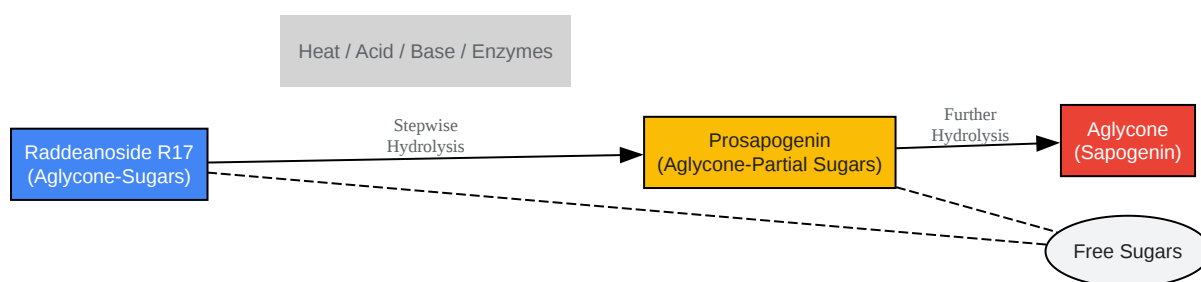 Heat / Acid / Base / Enzymes
Raddeanoside R17
(Aglycone-Sugars)
Stepwise
Hydrolysis
Prosapogenin
(Aglycone-Partial Sugars)
Further
Hydrolysis
Aglycone
(Sapogenin)
Free Sugars